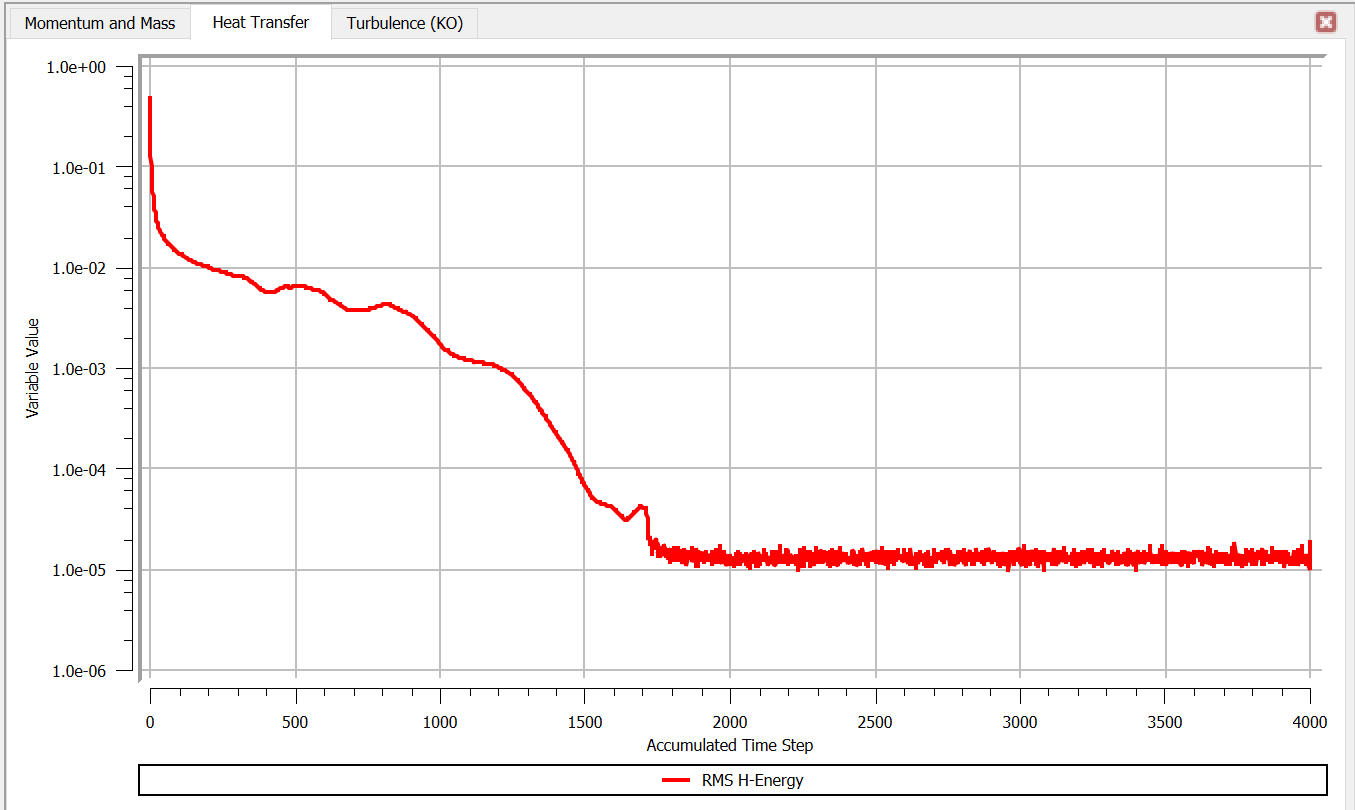 Momentum and Mass
Heat Transfer
Turbulence (KO)
1.0e+00
1.0e-01
1.0e-02
1.0e-03
1.0e-04
1.0e-05
1.0e-06
Variable Value
0
500
1000
1500
2000
2500
3000
3500
4000
Accumulated Time Step
RMS H-Energy